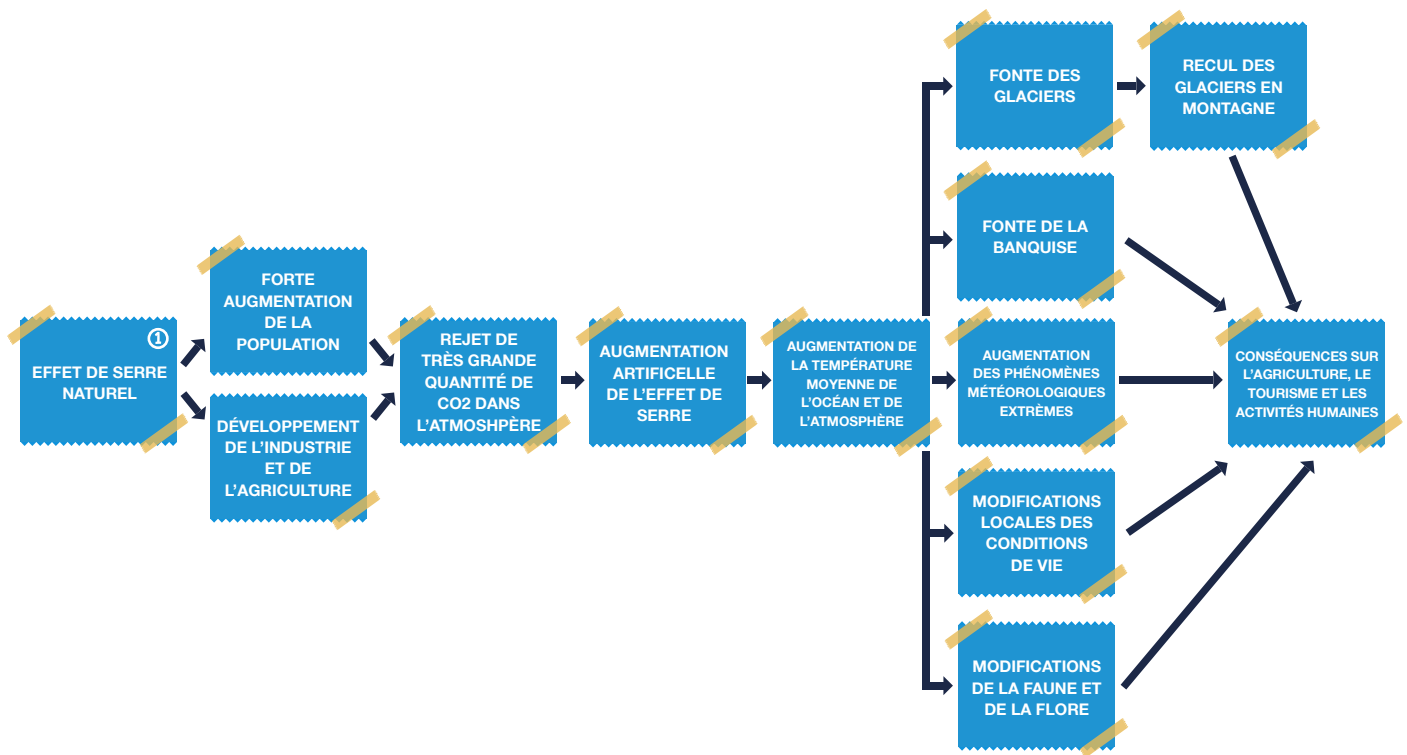 EFFET DE SERRE
NATUREL
①
FORTE
AUGMENTATION
DE LA
POPULATION
DÉVELOPPEMENT
DE L'INDUSTRIE
ET DE
L'AGRICULTURE
REJET DE
TRÈS GRANDE
QUANTITÉ DE
CO2 DANS
L'ATMOSHPÈRE
AUGMENTATION
ARTIFICELLE
DE L'EFFET DE
SERRE
AUGMENTATION DE
LA TEMPÉRATURE
MOYENNE DE
L'OCÉAN ET DE
L'ATMOSPHÈRE
FONTE DES
GLACIERS
RECUL DES
GLACIERS EN
MONTAGNE
FONTE DE LA
BANQUISE
AUGMENTATION
DES PHÉNOMÈNES
MÉTÉOROLOGIQUES
EXTRÈMES
MODIFICATIONS
LOCALES DES
CONDITIONS
DE VIE
MODIFICATIONS
DE LA FAUNE ET
DE LA FLORE
CONSÉQUENCES SUR
L'AGRICULTURE, LE
TOURISME ET LES
ACTIVITÉS HUMAINES